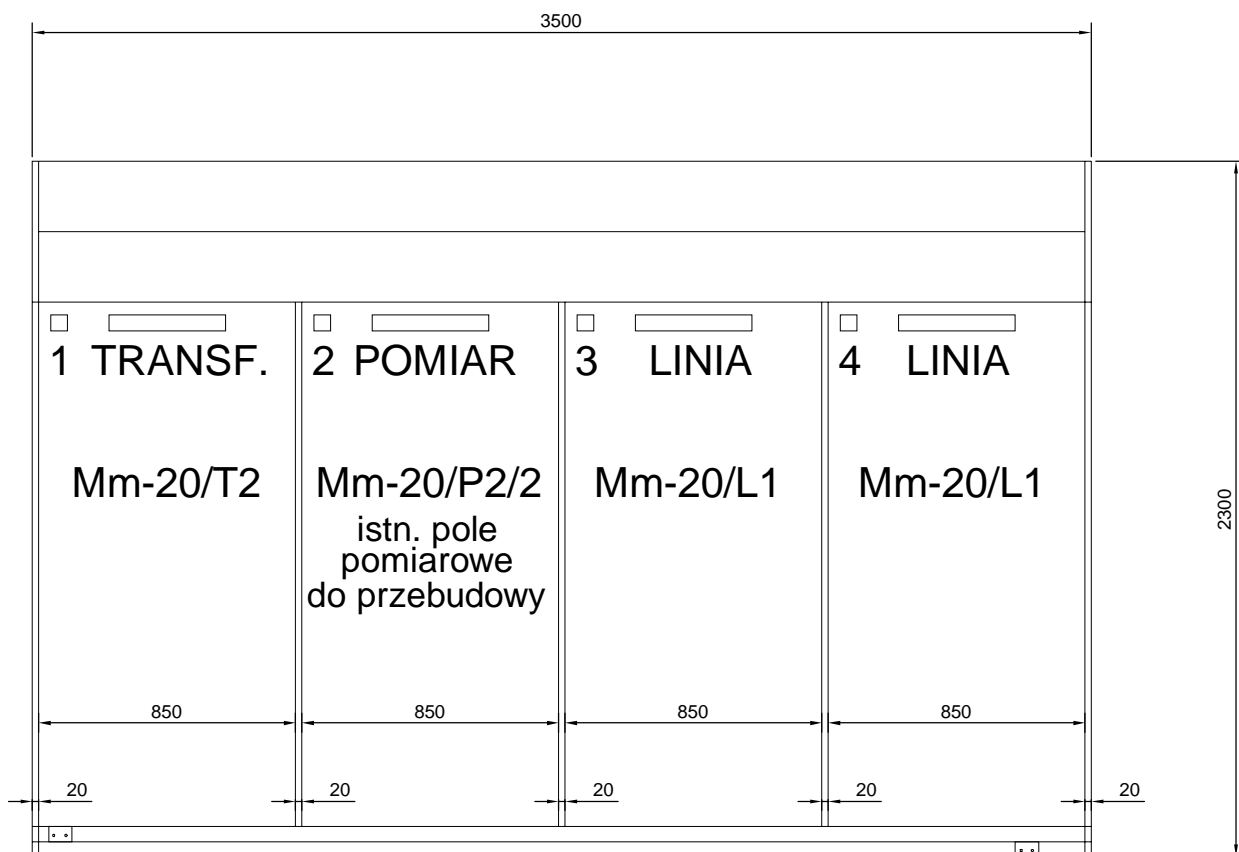 3500
1 TRANSF.
2 POMIAR
3 LINIA
4 LINIA
Mm-20/T2
Mm-20/P2/2
Mm-20/L1
Mm-20/L1
istn. pole
pomiarowe
do przebudowy
2300
850
850
850
850
20
20
20
20
20